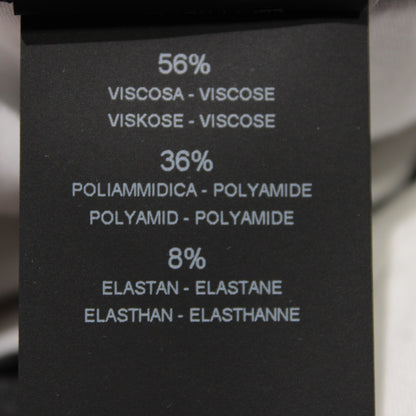 56%
VISCOSA - VISCOSE
VISKOSE - VISCOSE
36%
POLIAMMIDICA - POLYAMIDE
POLYAMID - POLYAMIDE
8%
ELASTAN - ELASTANE
ELASTHAN - ELASTHANNE